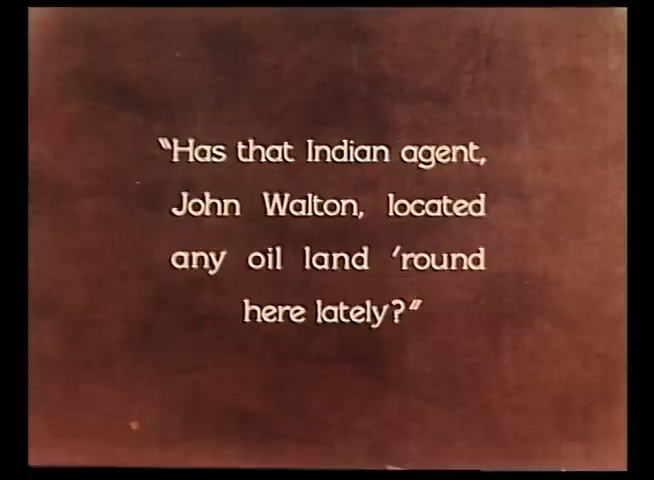 "Has that Indian agent,
John Walton, located
any oil land 'round
here lately?"